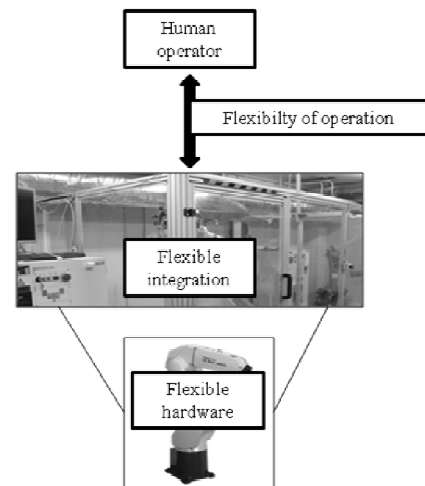 Human
operator
Flexibilty of operation
Flexible
integration
Flexible
hardware